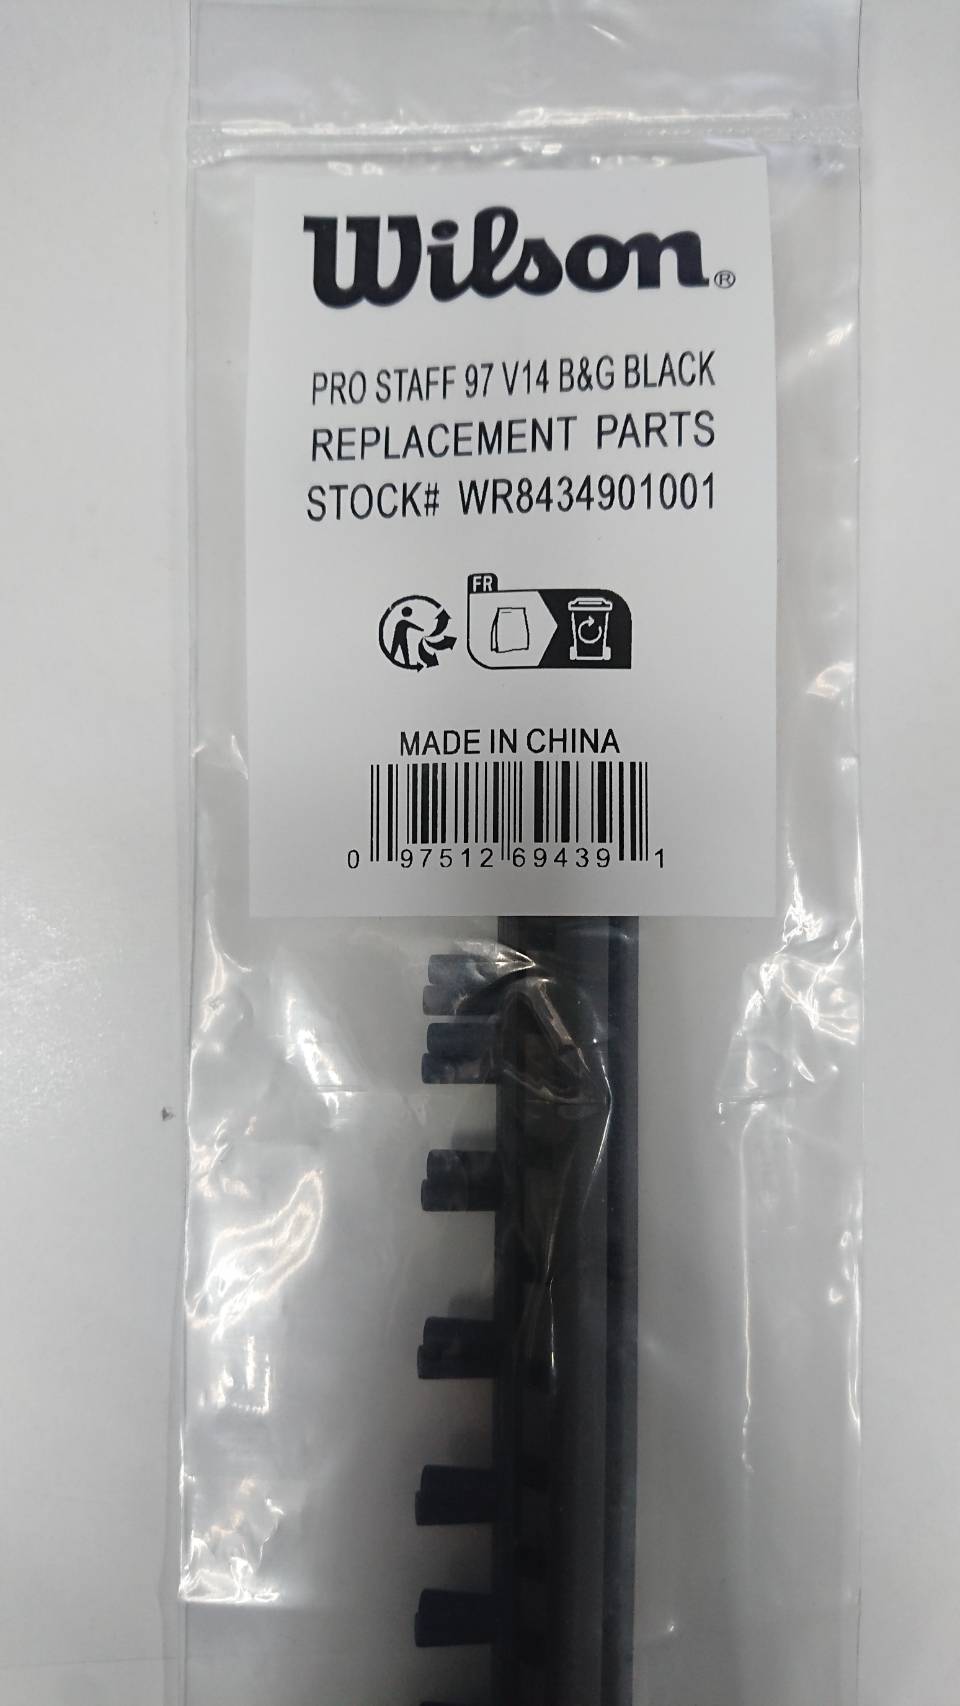 Wilson®
PRO STAFF 97 V14 B&G BLACK
REPLACEMENT PARTS
STOCK# WR8434901001
FR
MADE IN CHINA
0 97512 69439 1